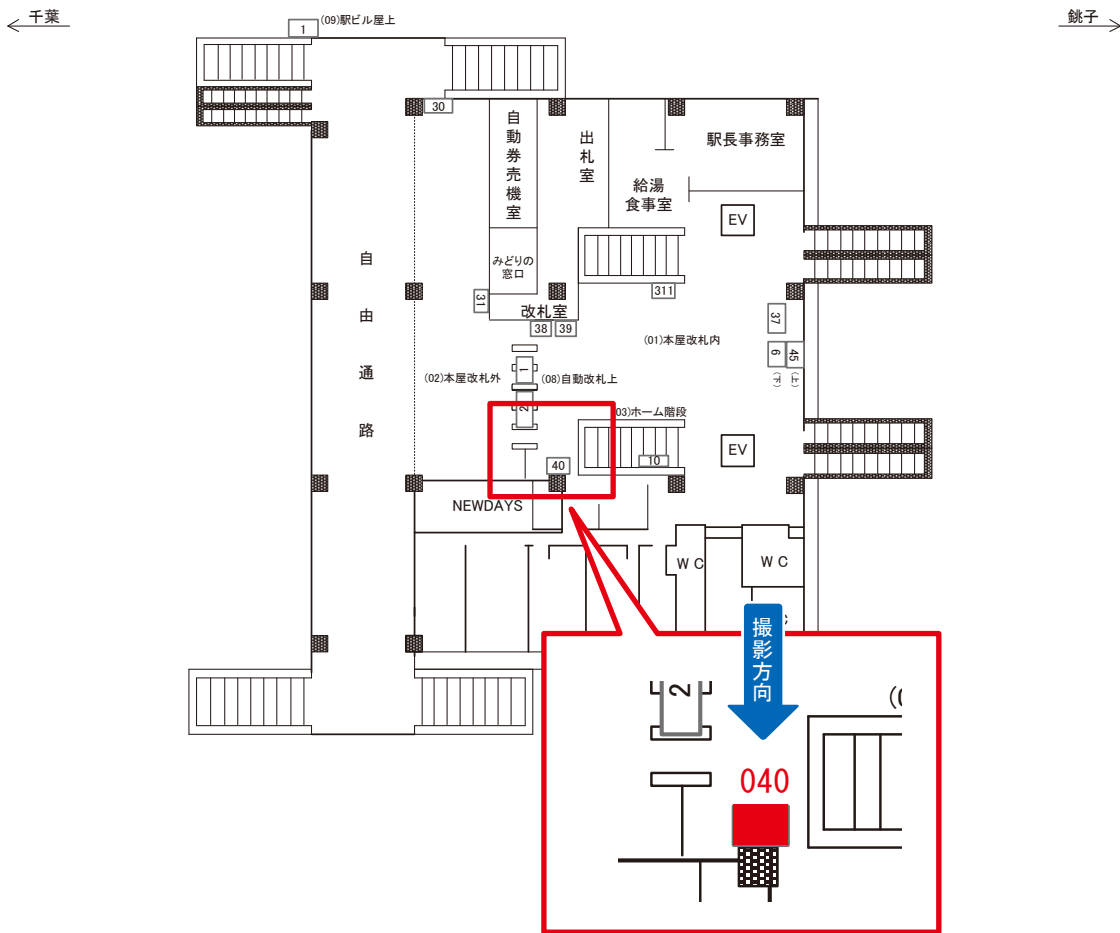 千葉
銚子
1
(09)駅ビル屋上
30
自動券売機室
出札室
駅長事務室
給湯
食事室
EV
自由通路
みどりの
窓口
31
311
改札室
38
39
37
(01)本屋改札内
6
45
(下)
(上)
(02)本屋改札外
1
(08)自動改札上
2
03)ホーム階段
40
10
EV
NEWDAYS
W C
W C
撮影方向
2
040